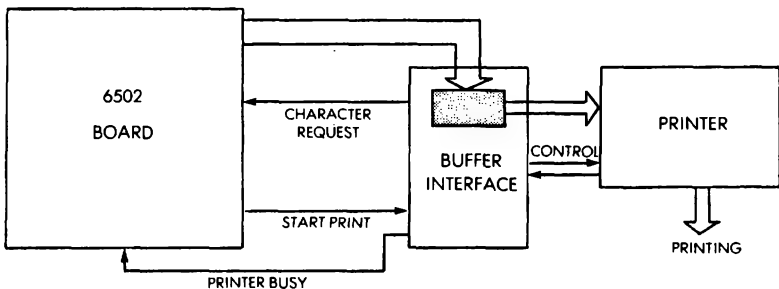 6502
BOARD
CHARACTER
REQUEST
START PRINT
PRINTER BUSY
BUFFER
INTERFACE
CONTROL
PRINTER
PRINTING